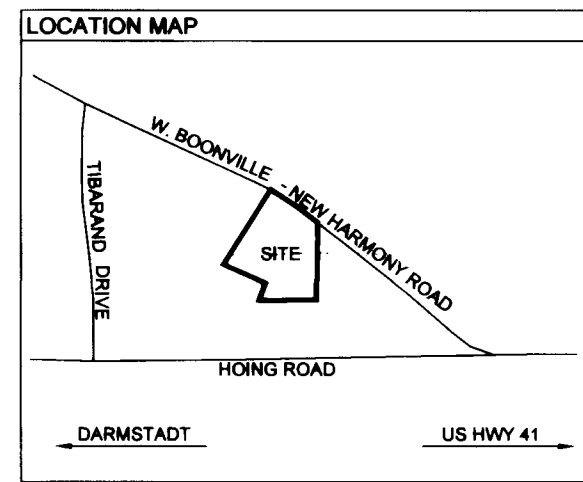 LOCATION MAP
W. BOONVILLE - NEW HARMONY ROAD
TIBARAND DRIVE
SITE
HOING ROAD
DARMSTADT
US HWY 41